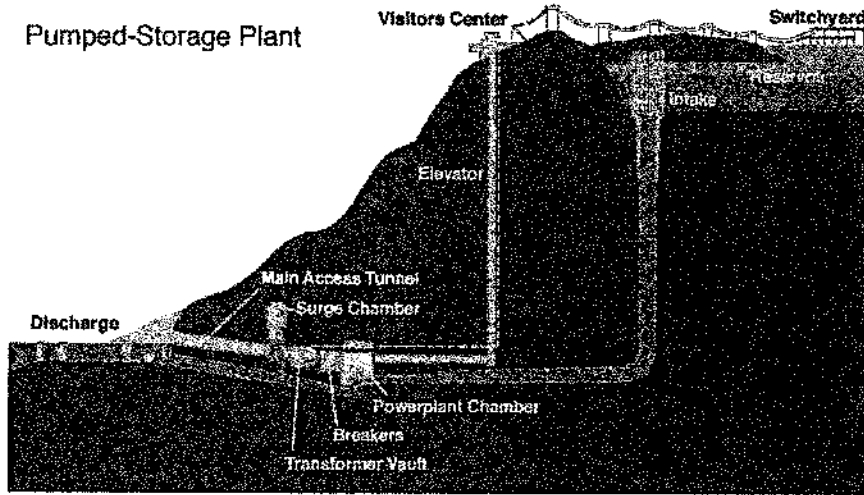 Visitors Center
Switchyard
Pumped-Storage Plant
Reservoir
Intake
Elevator
Main Access Tunnel
Surge Chamber
Discharge
Powerplant Chamber
Breakers
Transformer Vault